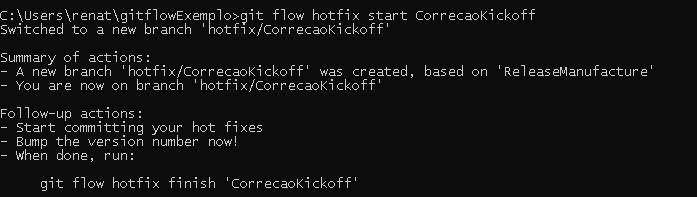 C:\Users\renat\gitflowExemplo>git flow hotfix start CorrecaoKickoff
Switched to a new branch 'hotfix/CorrecaoKickoff'
Summary of actions:
- A new branch 'hotfix/CorrecaoKickoff' was created, based on 'ReleaseManufacture'
- You are now on branch 'hotfix/CorrecaoKickoff'
Follow-up actions:
- Start committing your hot fixes
- Bump the version number now!
- When done, run:
git flow hotfix finish 'CorrecaoKickoff'